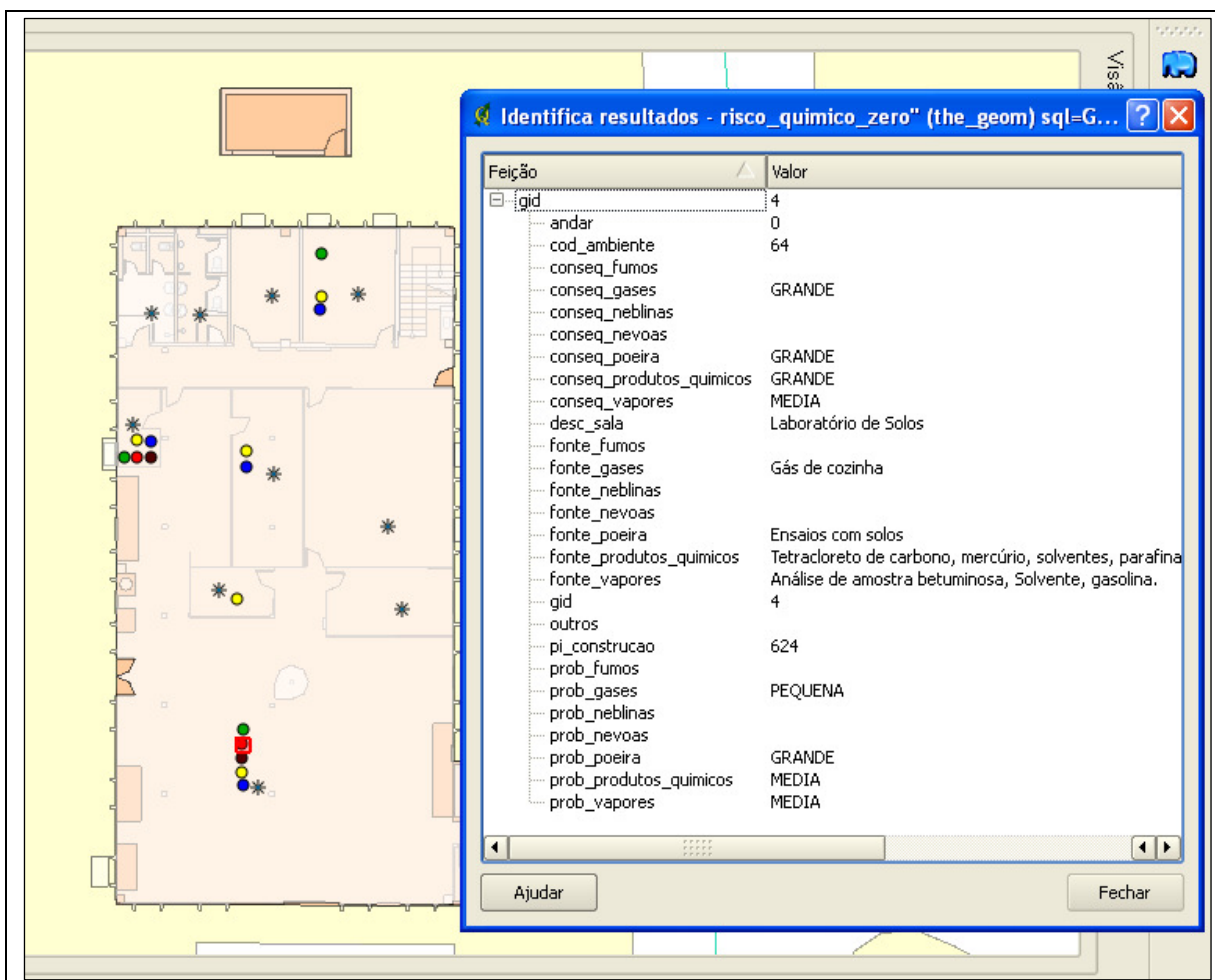 Visã
Identifica resultados - risco_quimico_zero" (the_geom) sql=G...
Feição Valor
gid 4
andar 0
cod_ambiente 64
conseq_fumos
conseq_gases GRANDE
conseq_neblinas
conseq_nevoas
conseq_poeira GRANDE
conseq_produtos_quimicos GRANDE
conseq_vapores MEDIA
desc_sala Laboratório de Solos
fonte_fumos
fonte_gases Gás de cozinha
fonte_neblinas
fonte_nevoas
fonte_poeira Ensaios com solos
fonte_produtos_quimicos Tetracloreto de carbono, mercúrio, solventes, parafina
fonte_vapores Análise de amostra betuminosa, Solvente, gasolina.
gid 4
outros
pi_construcao 624
prob_fumos
prob_gases PEQUENA
prob_neblinas
prob_nevoas
prob_poeira GRANDE
prob_produtos_quimicos MEDIA
prob_vapores MEDIA
Ajudar Fechar